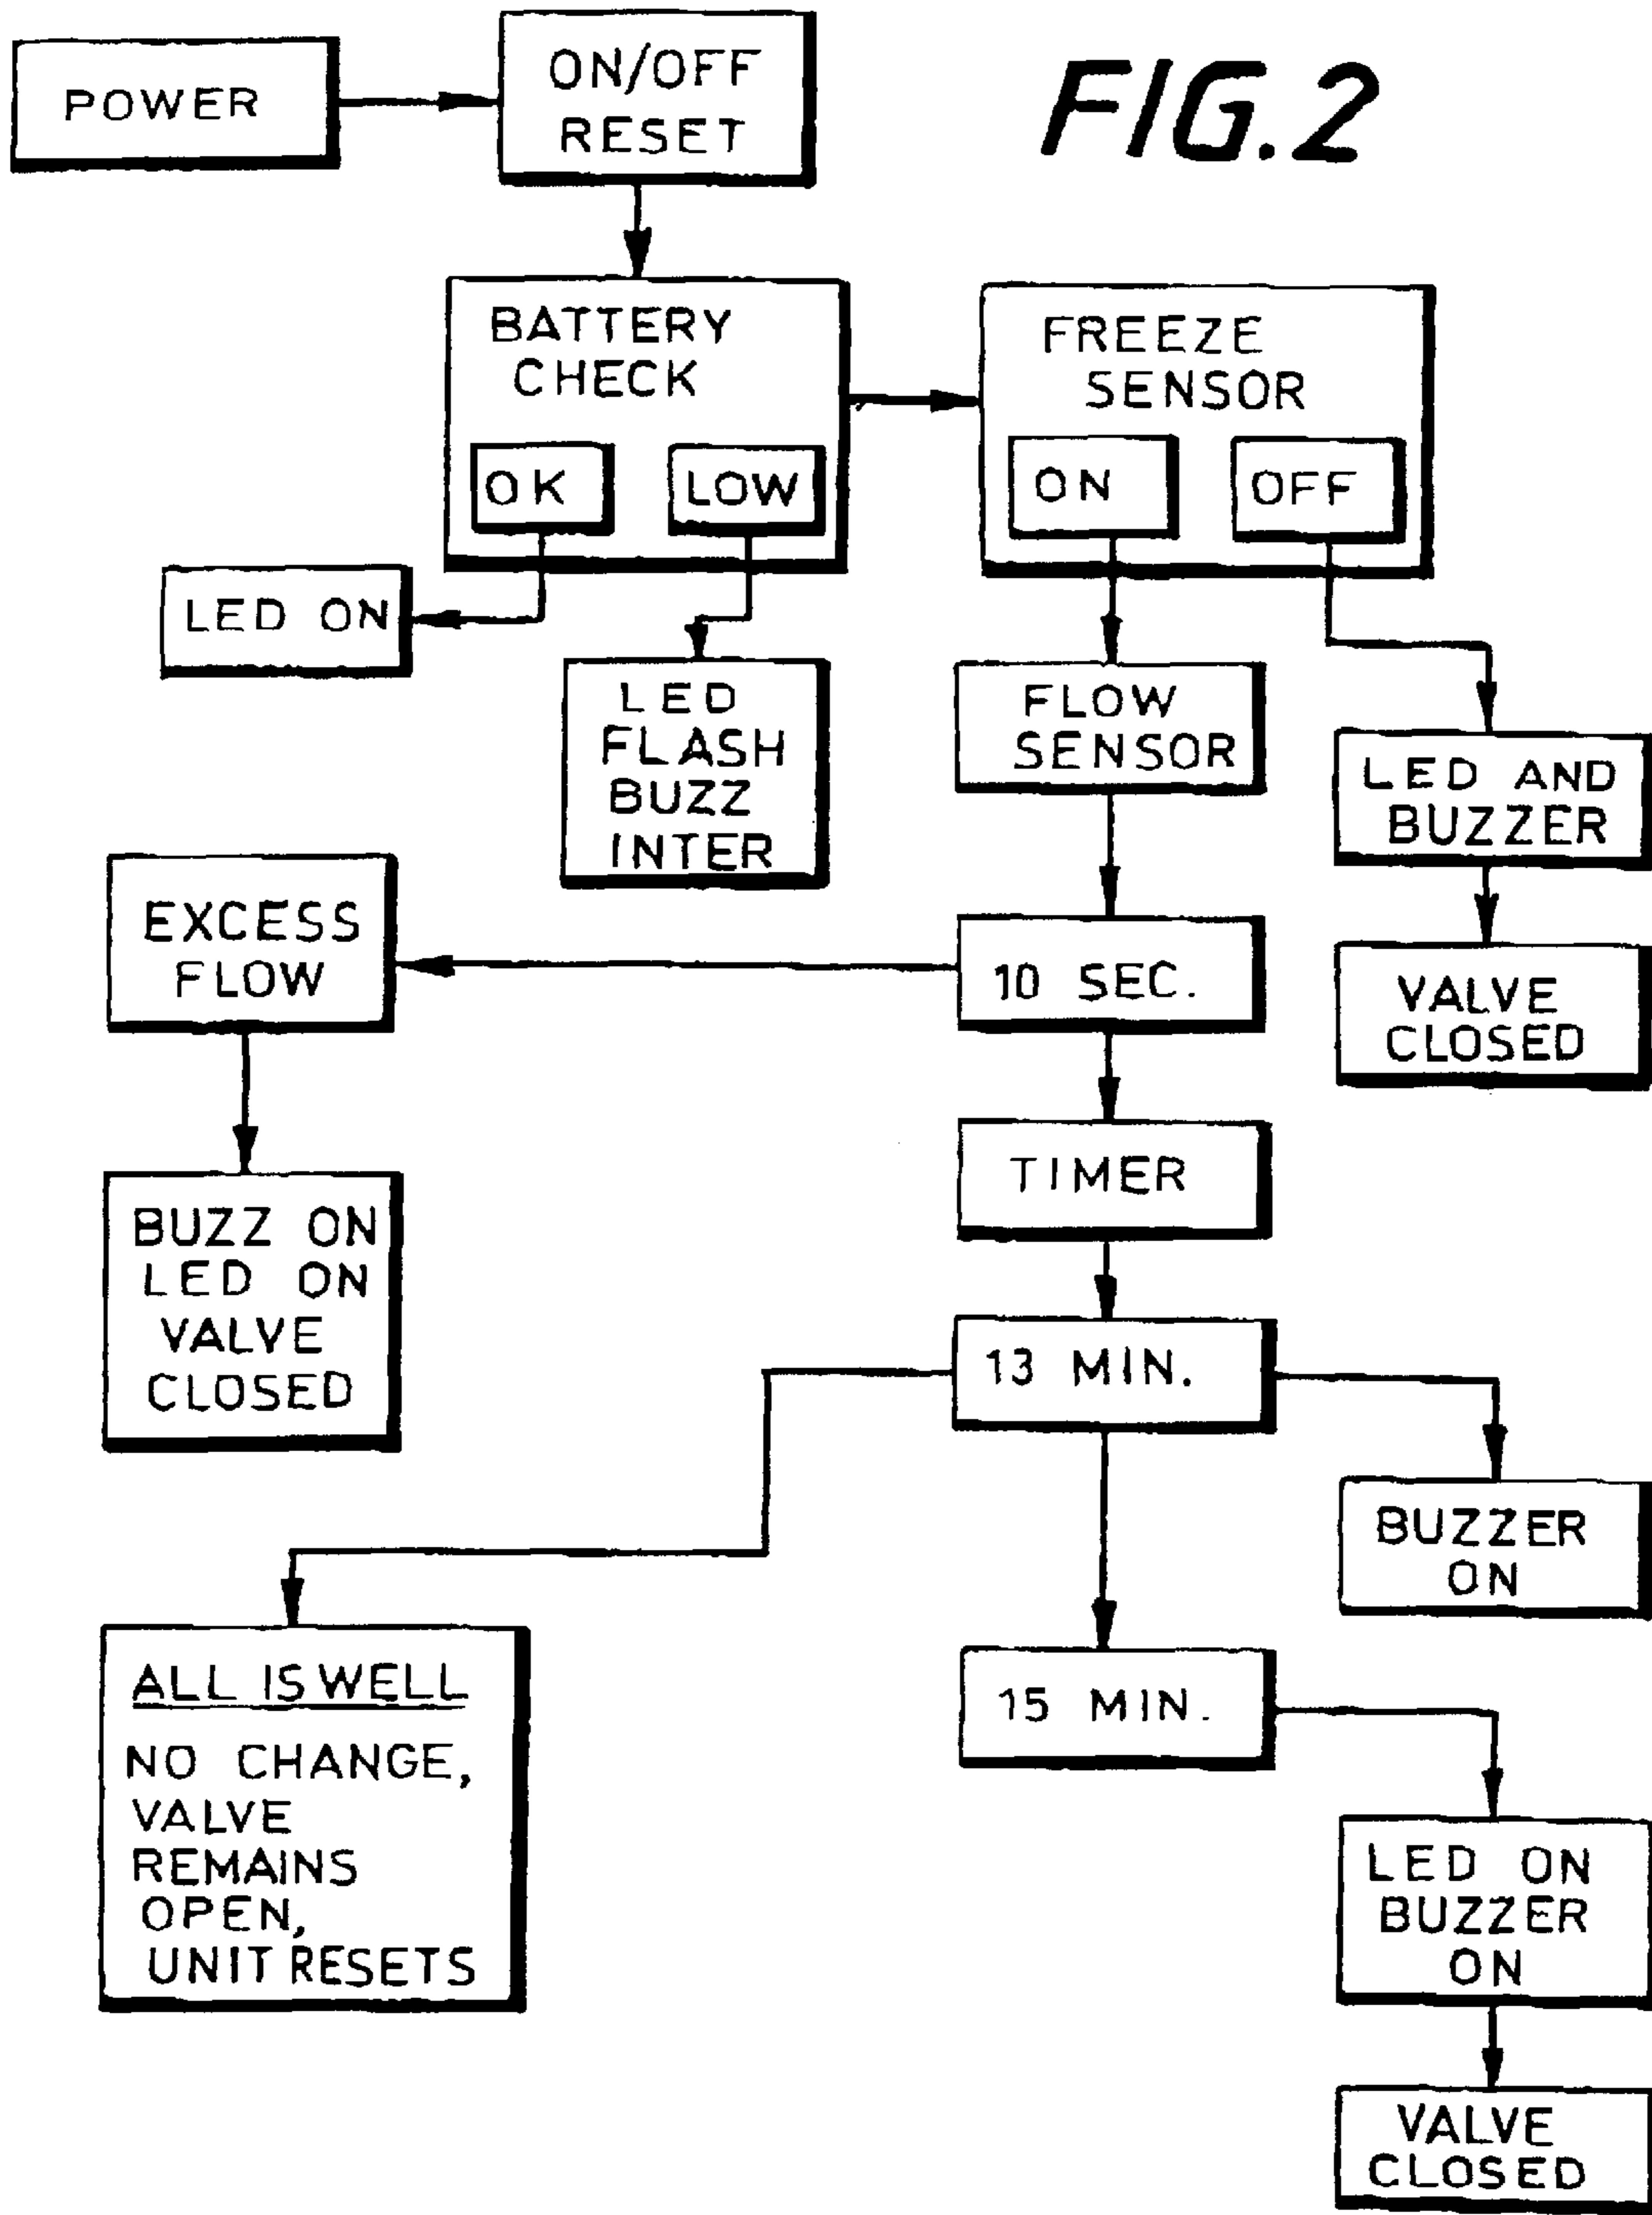 POWER
ON/OFF
RESET
FIG.2
BATTERY
CHECK
OK
LOW
FREEZE
SENSOR
ON
OFF
LED ON
LED
FLASH
BUZZ
INTER
FLOW
SENSOR
LED AND
BUZZER
EXCESS
FLOW
10 SEC.
VALVE
CLOSED
TIMER
BUZZ ON
LED ON
VALVE
CLOSED
13 MIN.
BUZZER
ON
ALL IS WELL
NO CHANGE,
VALVE
REMAINS
OPEN,
UNIT RESETS
15 MIN.
LED ON
BUZZER
ON
VALVE
CLOSED